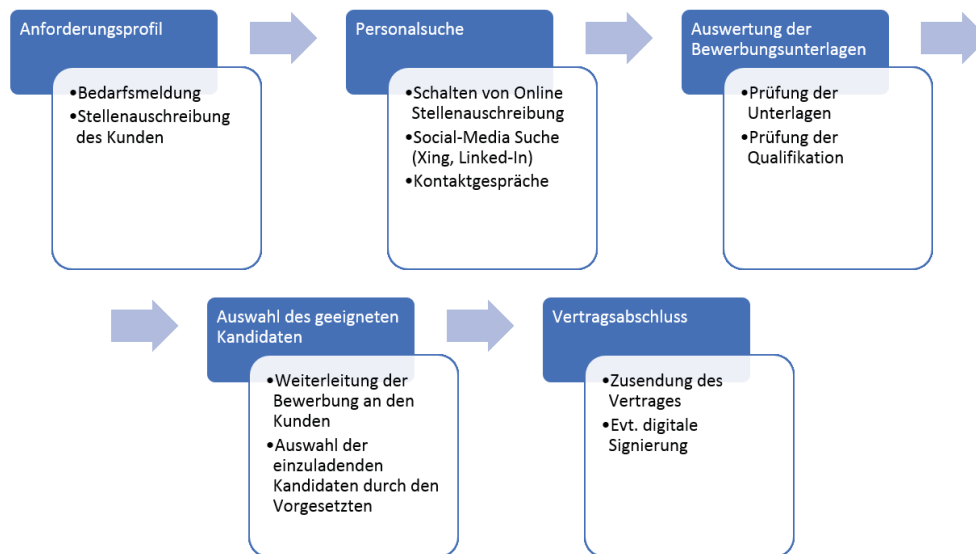 Anforderungsprofil
•Bedarfsmeldung
•Stellenauschreibung
des Kunden
Personalsuche
•Schalten von Online
Stellenauschreibung
•Social-Media Suche
(Xing, Linked-In)
•Kontaktgespräche
Auswertung der
Bewerbungsunterlagen
•Prüfung der
Unterlagen
•Prüfung der
Qualifikation
Auswahl des geeigneten
Kandidaten
•Weiterleitung der
Bewerbung an den
Kunden
•Auswahl der
einzuladenden
Kandidaten durch den
Vorgesetzten
Vertragsabschluss
•Zusendung des
Vertrages
•Evt. digitale
Signierung